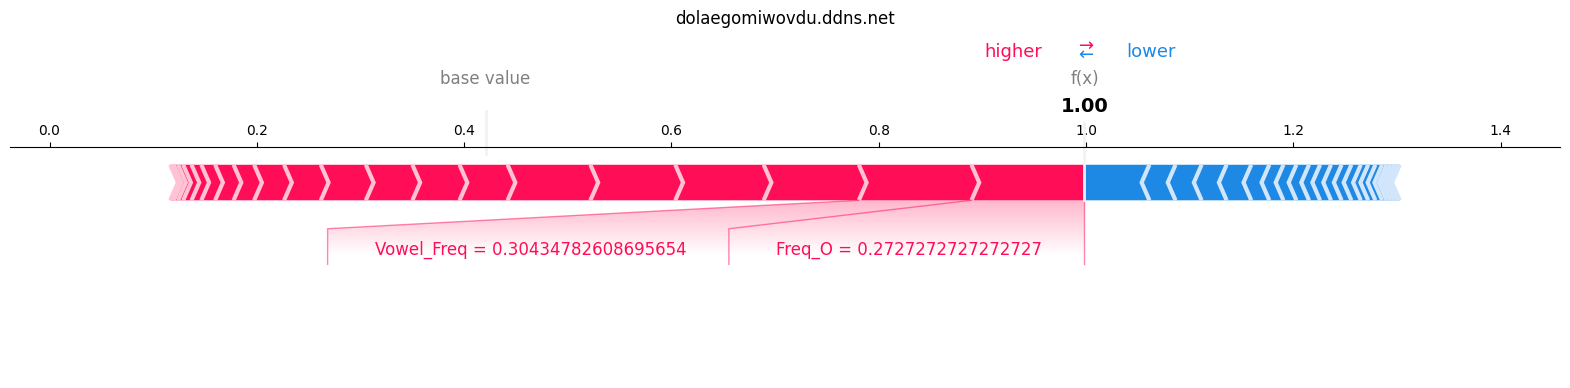 dolaegomiwovdu.ddns.net
higher ⇄ lower
base value f(x)
1.00
0.0 0.2 0.4 0.6 0.8 1.0 1.2 1.4
Vowel_Freq = 0.30434782608695654 Freq_O = 0.2727272727272727